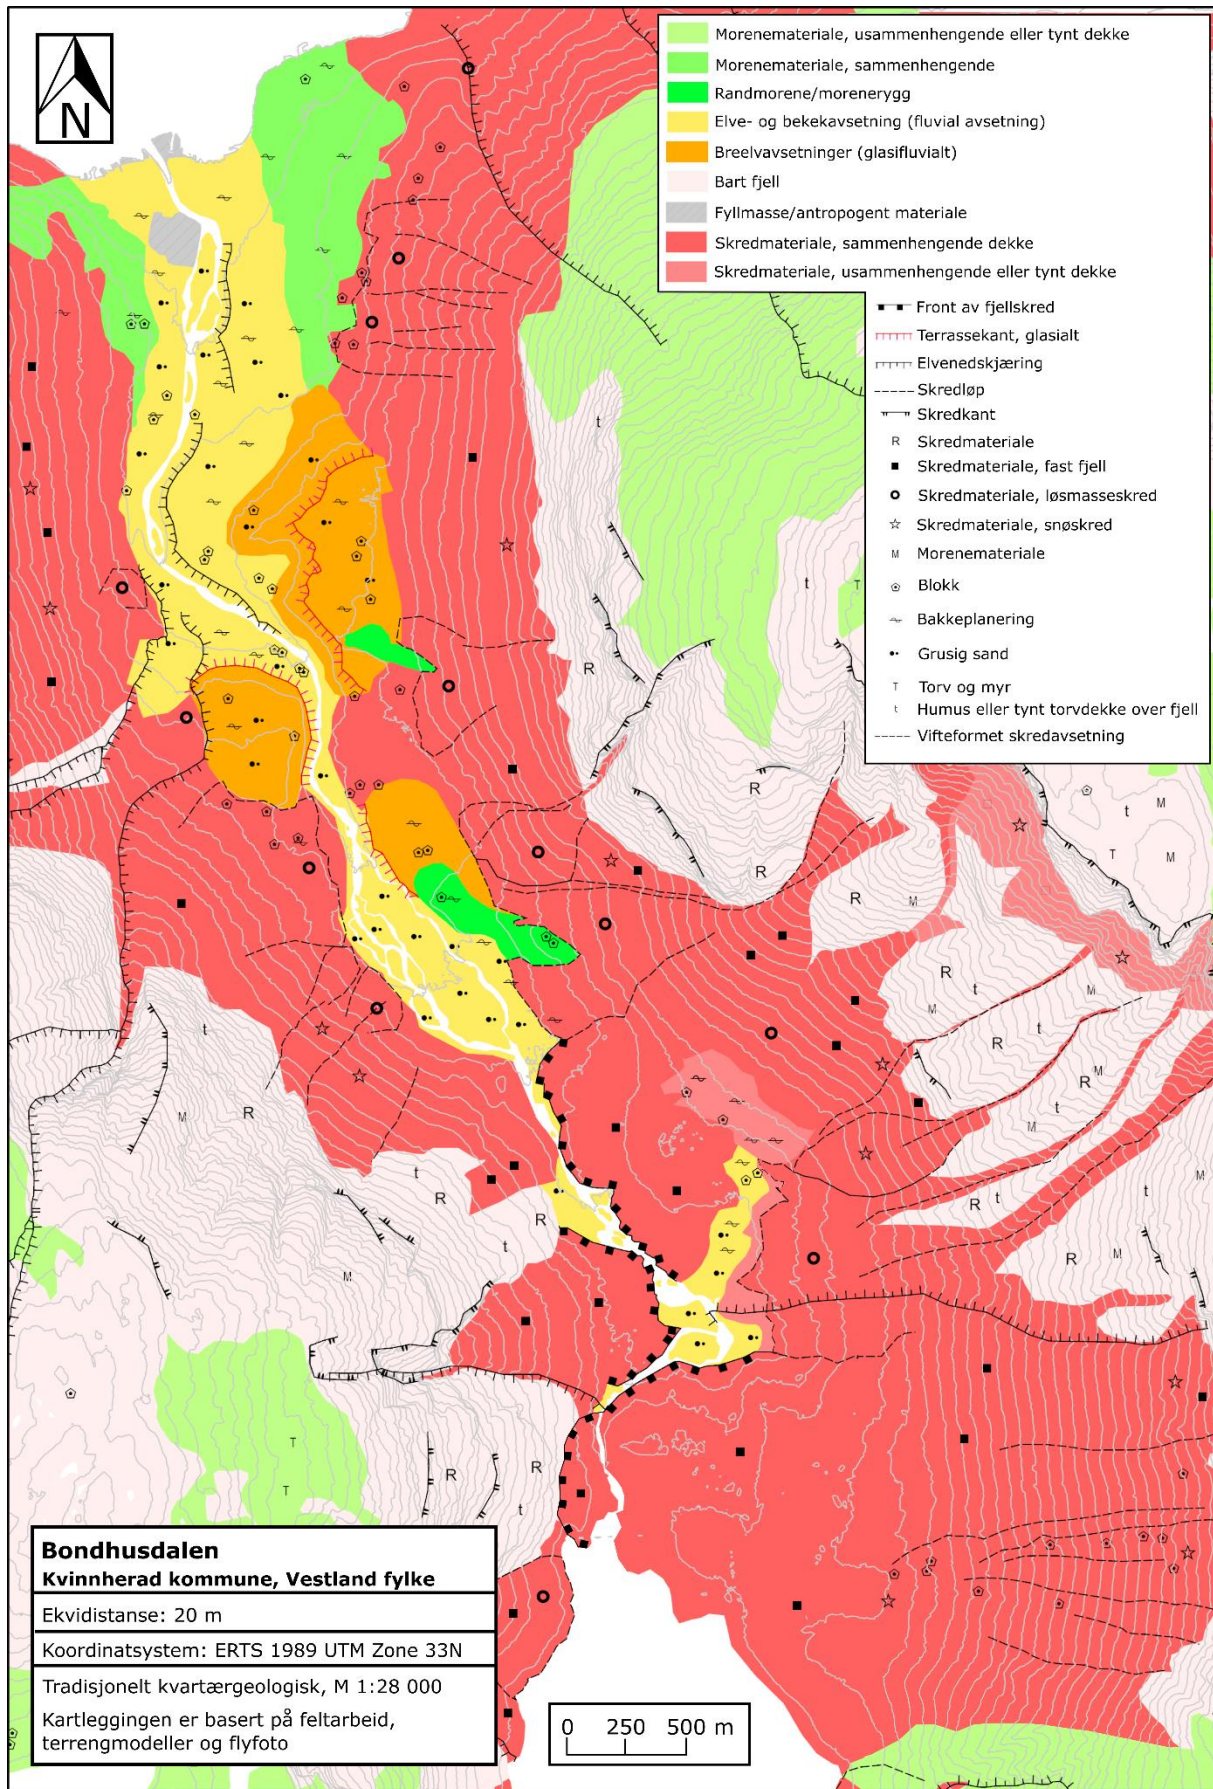 N
Morenemateriale, usammenhengende eller tynt dekke
Morenemateriale, sammenhengende
Randmorene/morenerygg
Elve- og bekekavsetning (fluvial avsetning)
Breelvavsetninger (glasifluvialt)
Bart fjell
Fyllmasse/antropogent materiale
Skredmateriale, sammenhengende dekke
Skredmateriale, usammenhengende eller tynt dekke
Front av fjellskred
Terrassekant, glasialt
Elvenedskjæring
Skredløp
Skredkant
R Skredmateriale
Skredmateriale, fast fjell
Skredmateriale, løsmasseskred
Skredmateriale, snøskred
M Morenemateriale
Blokk
Bakkeplanering
Grusig sand
T Torv og myr
t Humus eller tynt torvdekke over fjell
Vifteformet skredavsetning
t
t
T
R
R
R
R
t
M
T
M
M
R
t
M
M
R
t
R
M
t
M
R
t
t
R
M
t
M
R
t
R
R
t
M
T
T
R
R
t
Bondhusdalen
Kvinnherad kommune, Vestland fylke
Ekvidistanse: 20 m
Koordinatsystem: ERTS 1989 UTM Zone 33N
Tradisjonelt kvartærgeologisk, M 1:28 000
Kartleggingen er basert på feltarbeid,
terrengmodeller og flyfoto
0 250 500 m